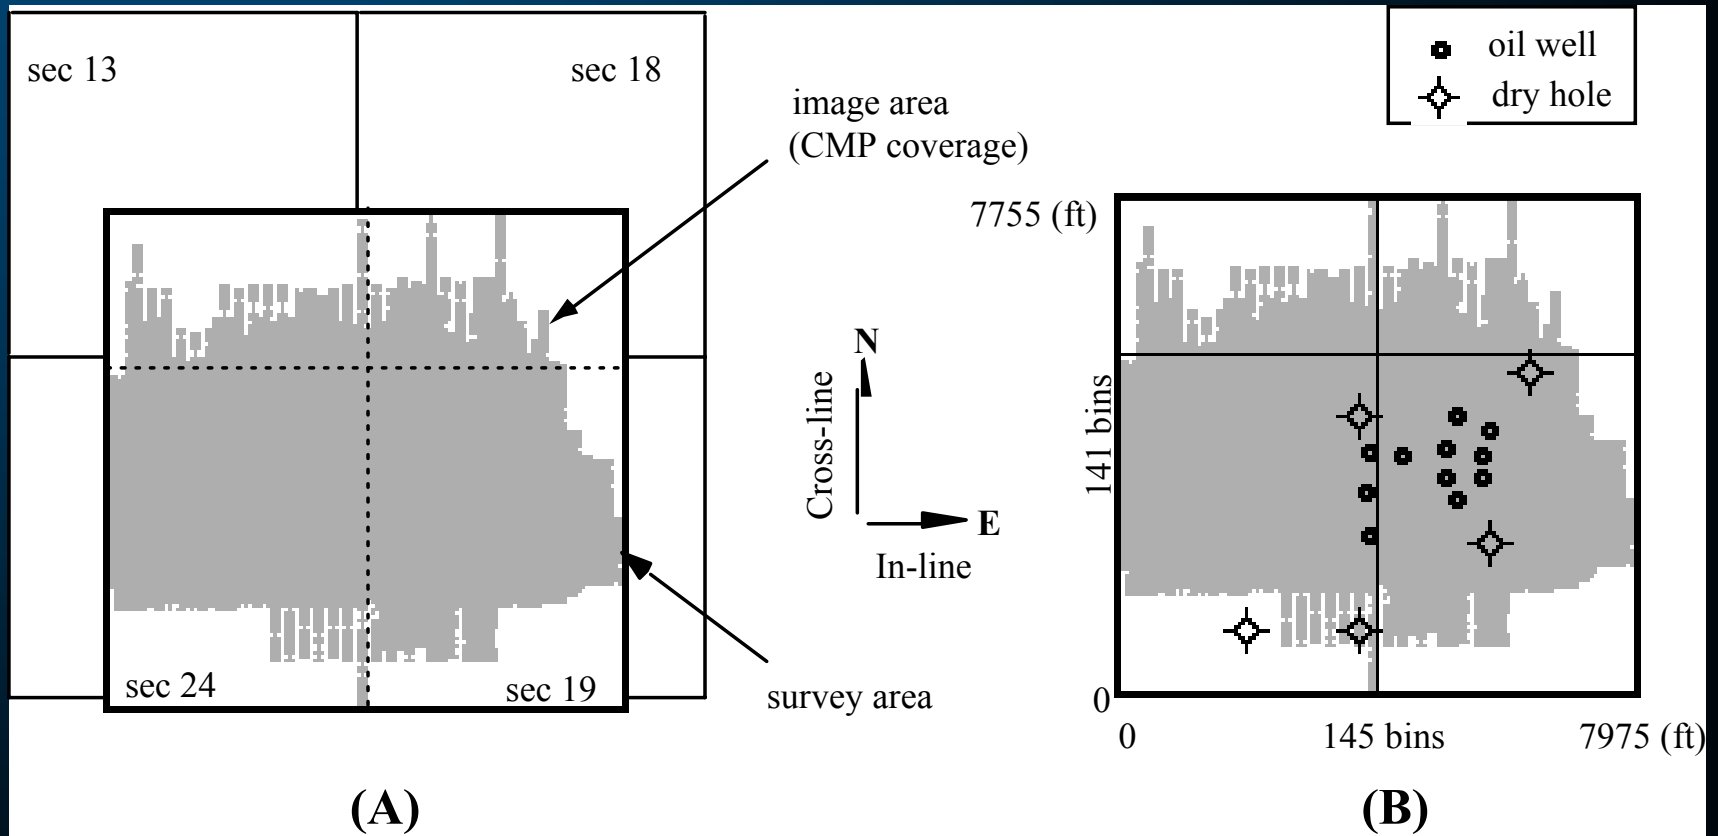 sec 13
sec 18
image area
(CMP coverage)
sec 24
sec 19
survey area
N
E
Cross-line
In-line
(A)
oil well
dry hole
7755 (ft)
141 bins
0
0
145 bins
7975 (ft)
(B)